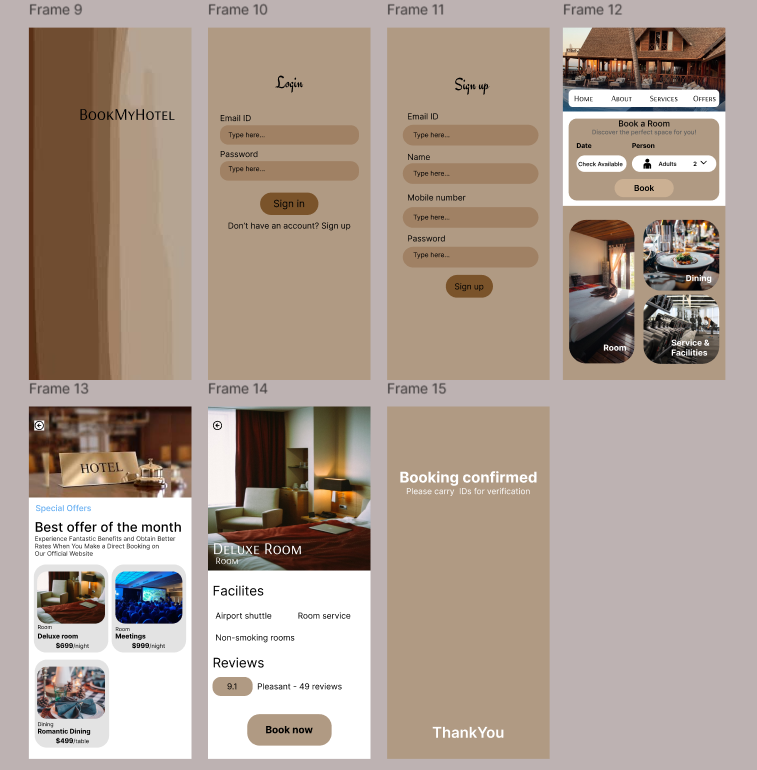 Frame 9
BookMyHotel
Frame 10
Login
Email ID
Type here...
Password
Type here...
Sign in
Don't have an account? Sign up
Frame 11
Sign up
Email ID
Type here...
Name
Type here...
Mobile number
Type here...
Password
Type here...
Sign up
Frame 12
Home About Services Offers
Book a Room
Discover the perfect space for you!
Date Person
Check Available Adults 2
Book
Room
Dining
Service &
Facilities
Frame 13
HOTEL
Special Offers
Best offer of the month
Experience Fantastic Benefits and Obtain Better
Rates When You Make a Direct Booking on
Our Official Website
Room
Deluxe room
$699/night
Room
Meetings
$999/night
Dining
Romantic Dining
$499/table
Frame 14
Deluxe Room
Room
Facilites
Airport shuttle Room service
Non-smoking rooms
Reviews
9.1 Pleasant - 49 reviews
Book now
Frame 15
Booking confirmed
Please carry IDs for verification
ThankYou